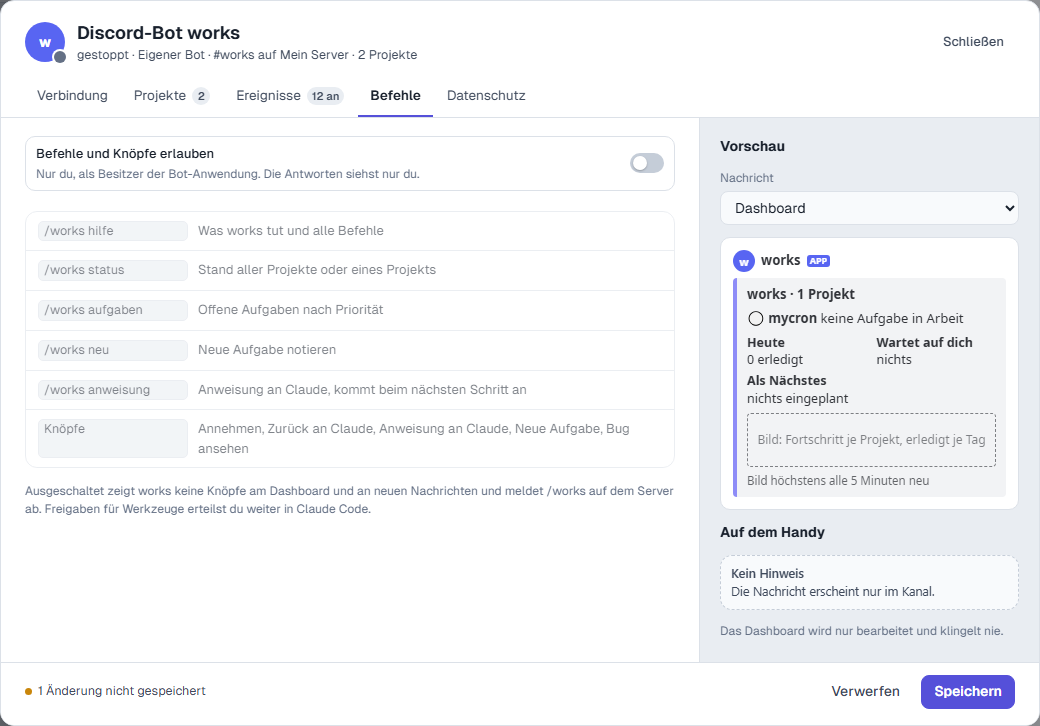 w
Discord-Bot works
gestoppt · Eigener Bot · #works auf Mein Server · 2 Projekte
Schließen
Verbindung
Projekte 2
Ereignisse 12 an
Befehle
Datenschutz
Befehle und Knöpfe erlauben
Nur du, als Besitzer der Bot-Anwendung. Die Antworten siehst nur du.
/works hilfe Was works tut und alle Befehle
/works status Stand aller Projekte oder eines Projekts
/works aufgaben Offene Aufgaben nach Priorität
/works neu Neue Aufgabe notieren
/works anweisung Anweisung an Claude, kommt beim nächsten Schritt an
Knöpfe Annehmen, Zurück an Claude, Anweisung an Claude, Neue Aufgabe, Bug
ansehen
Ausgeschaltet zeigt works keine Knöpfe am Dashboard und an neuen Nachrichten und meldet /works auf dem Server
ab. Freigaben für Werkzeuge erteilst du weiter in Claude Code.
Vorschau
Nachricht
Dashboard
w works APP
works · 1 Projekt
mycron keine Aufgabe in Arbeit
Heute Wartet auf dich
0 erledigt nichts
Als Nächstes
nichts eingeplant
Bild: Fortschritt je Projekt, erledigt je Tag
Bild höchstens alle 5 Minuten neu
Auf dem Handy
Kein Hinweis
Die Nachricht erscheint nur im Kanal.
Das Dashboard wird nur bearbeitet und klingelt nie.
1 Änderung nicht gespeichert
Verwerfen
Speichern